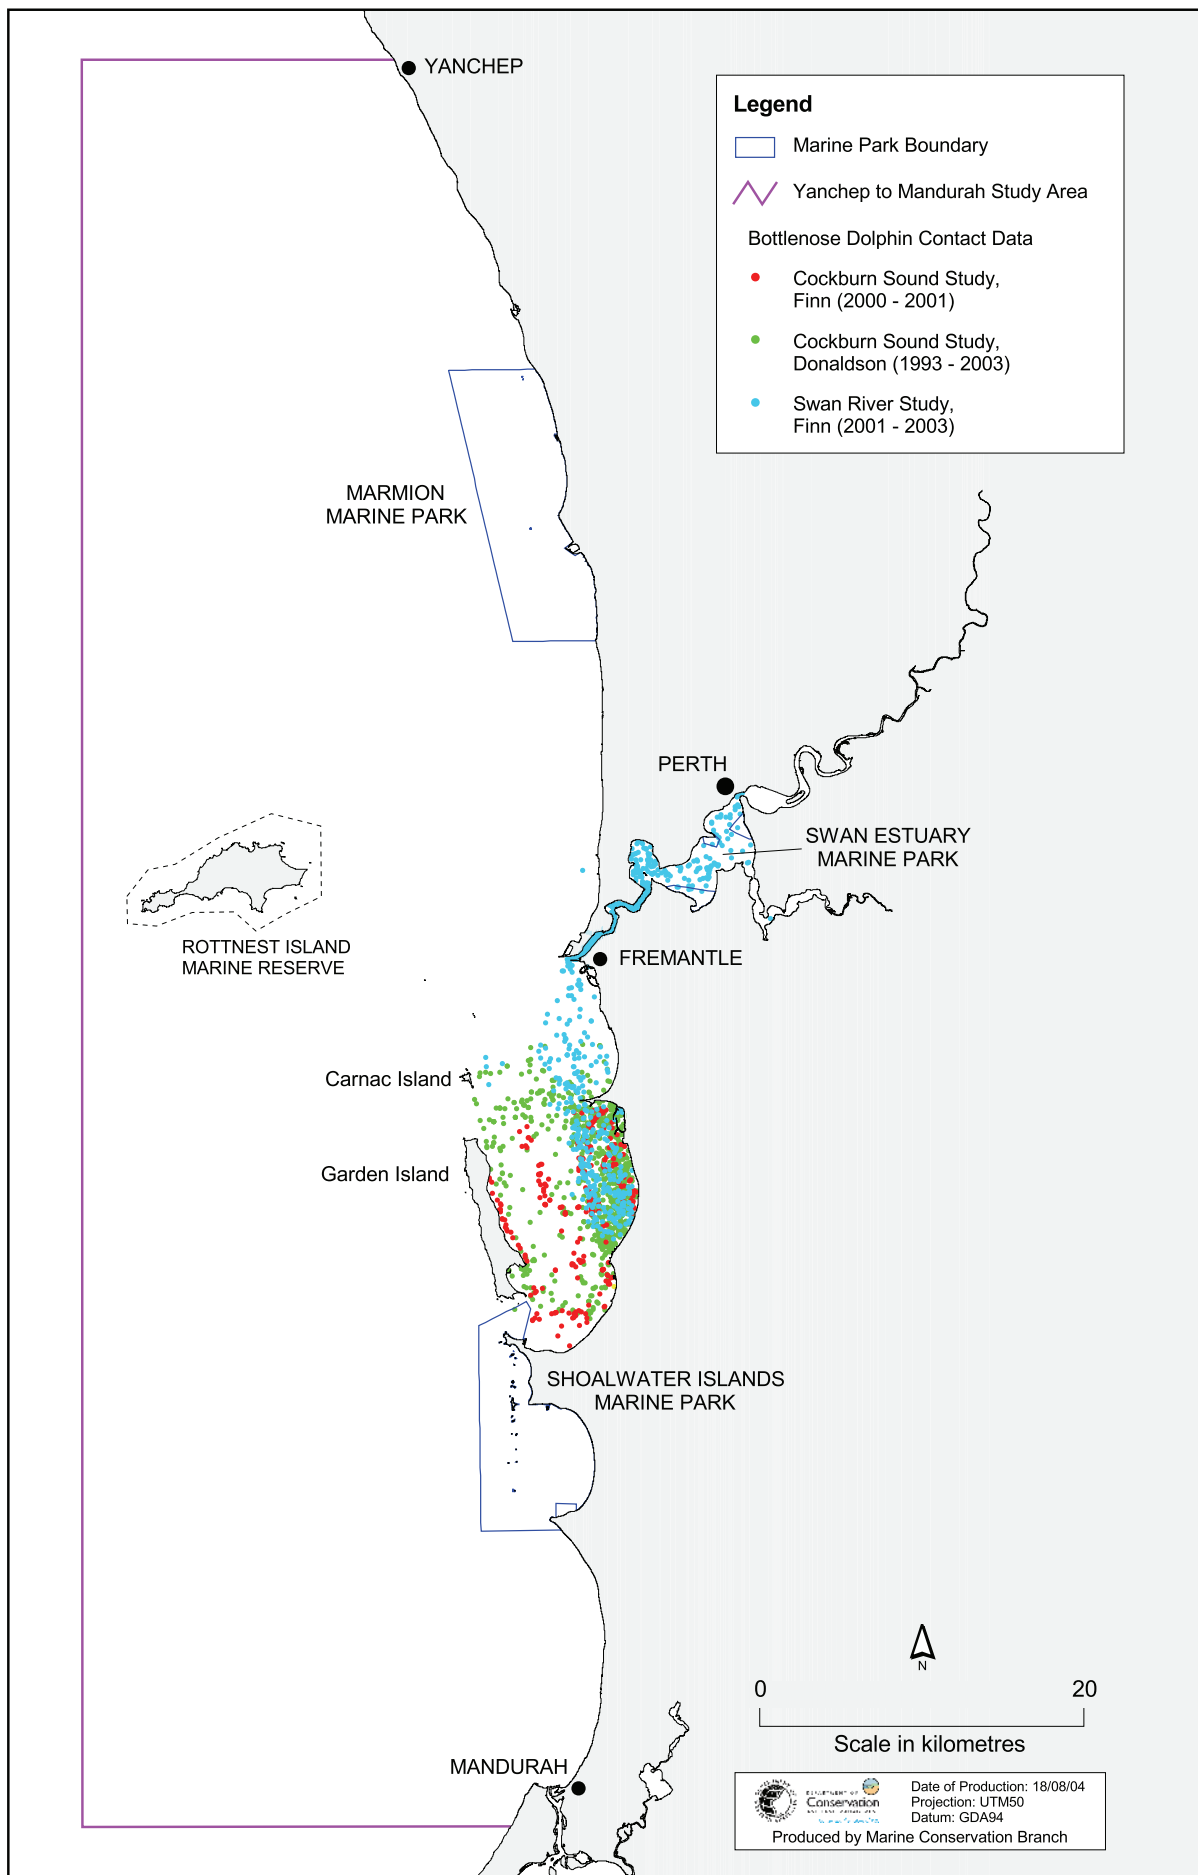 YANCHEP
Legend
Marine Park Boundary
Yanchep to Mandurah Study Area
Bottlenose Dolphin Contact Data
Cockburn Sound Study,
Finn (2000 - 2001)
Cockburn Sound Study,
Donaldson (1993 - 2003)
Swan River Study,
Finn (2001 - 2003)
MARMION
MARINE PARK
PERTH
SWAN ESTUARY
MARINE PARK
ROTTNEST ISLAND
MARINE RESERVE
FREMANTLE
Carnac Island
Garden Island
SHOALWATER ISLANDS
MARINE PARK
N
0 20
Scale in kilometres
MANDURAH
DEPARTMENT OF
Conservation
Date of Production: 18/08/04
Projection: UTM50
Datum: GDA94
Produced by Marine Conservation Branch